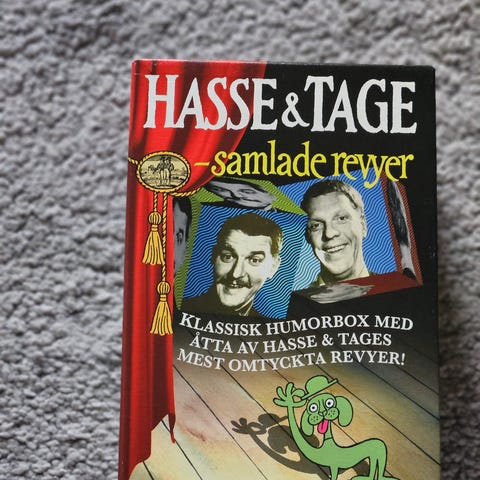 HASSE & TAGE
– samlade revyer
KLASSISK HUMORBOX MED
ÅTTA AV HASSE & TAGES
MEST OMTYCKTA REVYER!